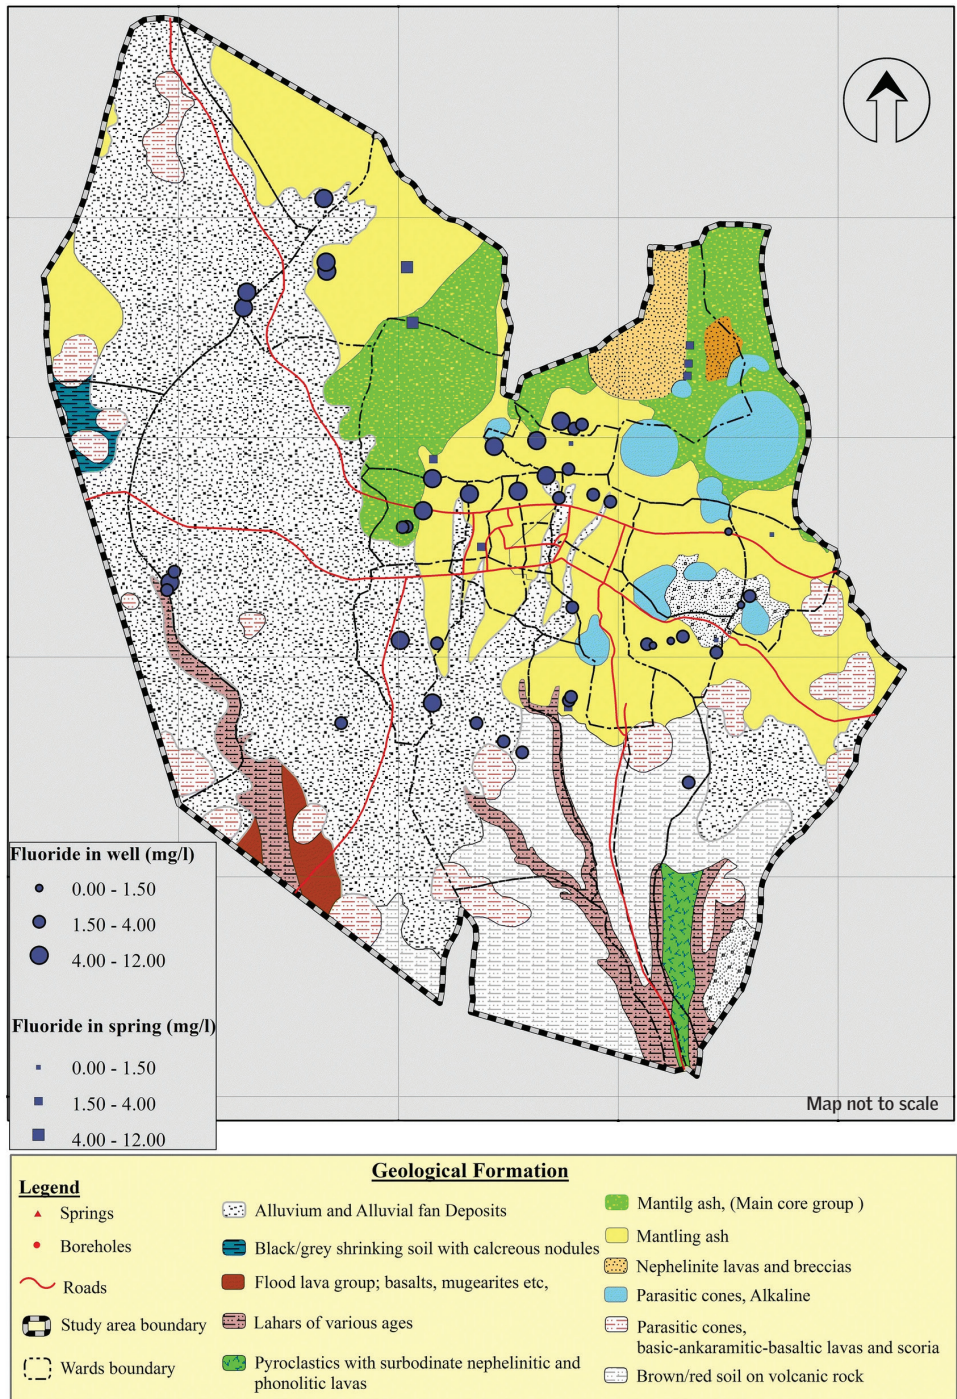 Fluoride in well (mg/l)
0.00 - 1.50
1.50 - 4.00
4.00 - 12.00
Fluoride in spring (mg/l)
0.00 - 1.50
1.50 - 4.00
4.00 - 12.00
Map not to scale
Geological Formation
Legend
Springs
Boreholes
Roads
Study area boundary
Wards boundary
Alluvium and Alluvial fan Deposits
Black/grey shrinking soil with calcreous nodules
Flood lava group; basalts, mugearites etc,
Lahars of various ages
Pyroclastics with surbodinate nephelinitic and
phonolitic lavas
Mantilg ash, (Main core group )
Mantling ash
Nephelinite lavas and breccias
Parasitic cones, Alkaline
Parasitic cones,
basic-ankaramitic-basaltic lavas and scoria
Brown/red soil on volcanic rock